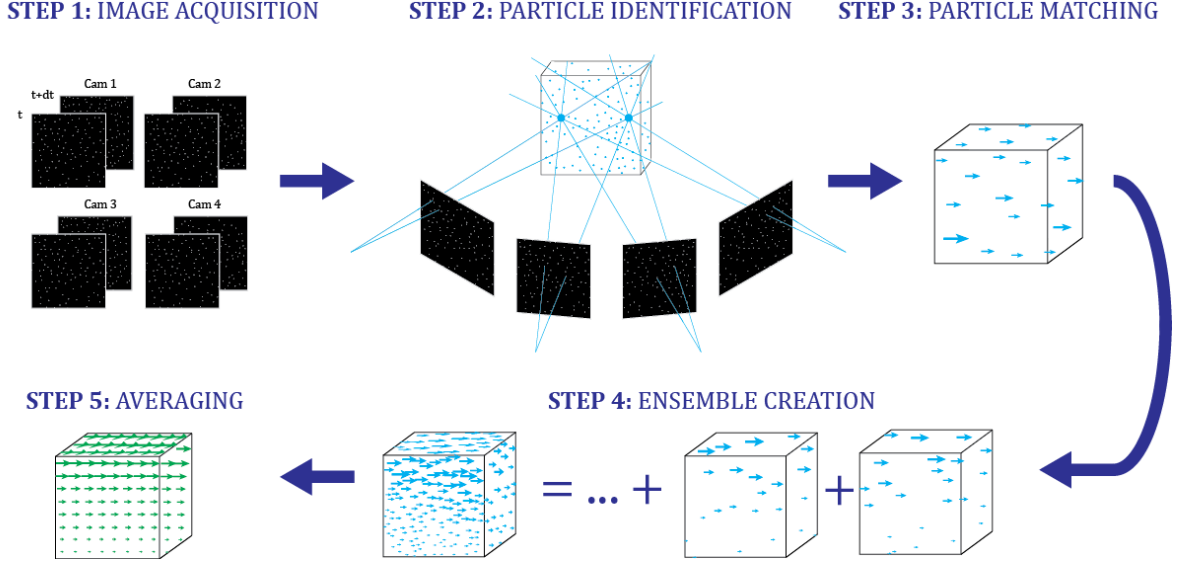 STEP 1: IMAGE ACQUISITION
STEP 2: PARTICLE IDENTIFICATION
STEP 3: PARTICLE MATCHING
Cam 1
Cam 2
t+dt
t
Cam 3
Cam 4
STEP 5: AVERAGING
STEP 4: ENSEMBLE CREATION
= ... + +